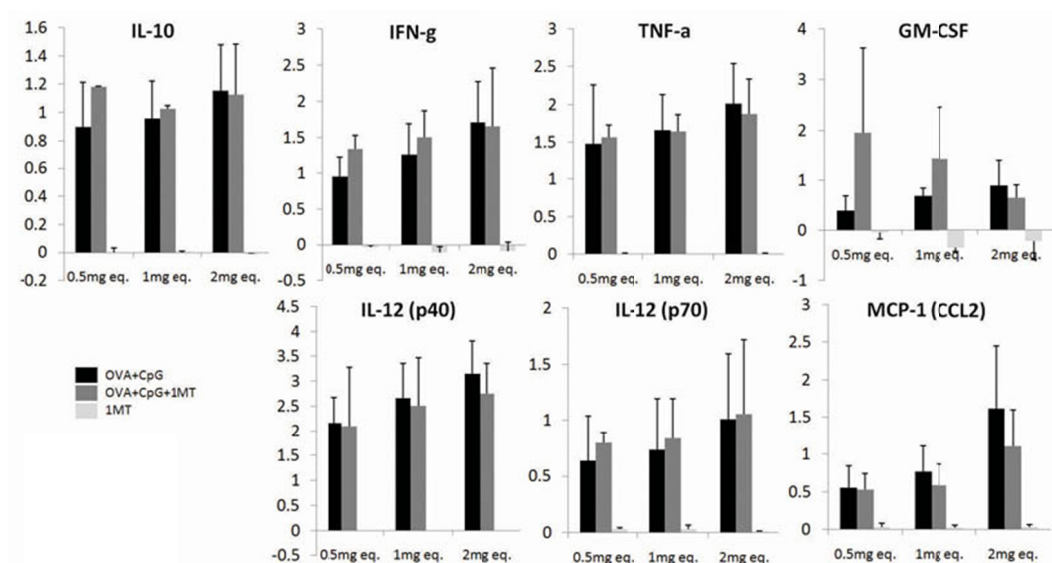 IL-10
1.6
1.4
1.2
1
0.8
0.6
0.4
0.2
0
-0.2
0.5mg eq.
1mg eq.
2mg eq.
IFN-g
3
2.5
2
1.5
1
0.5
0
-0.5
0.5mg eq.
1mg eq.
2mg eq.
TNF-a
3
2.5
2
1.5
1
0.5
0
0.5mg eq.
1mg eq.
2mg eq.
GM-CSF
5
4
3
2
1
0
-1
0.5mg eq.
1mg eq.
2mg eq.
OVA+CpG
OVA+CpG+1MT
1MT
IL-12 (p40)
4.5
4
3.5
3
2.5
2
1.5
1
0.5
0
-0.5
0.5mg eq.
1mg eq.
2mg eq.
IL-12 (p70)
2
1.5
1
0.5
0
0.5mg eq.
1mg eq.
2mg eq.
MCP-1 (CCL2)
3
2.5
2
1.5
1
0.5
0
0.5mg eq.
1mg eq.
2mg eq.